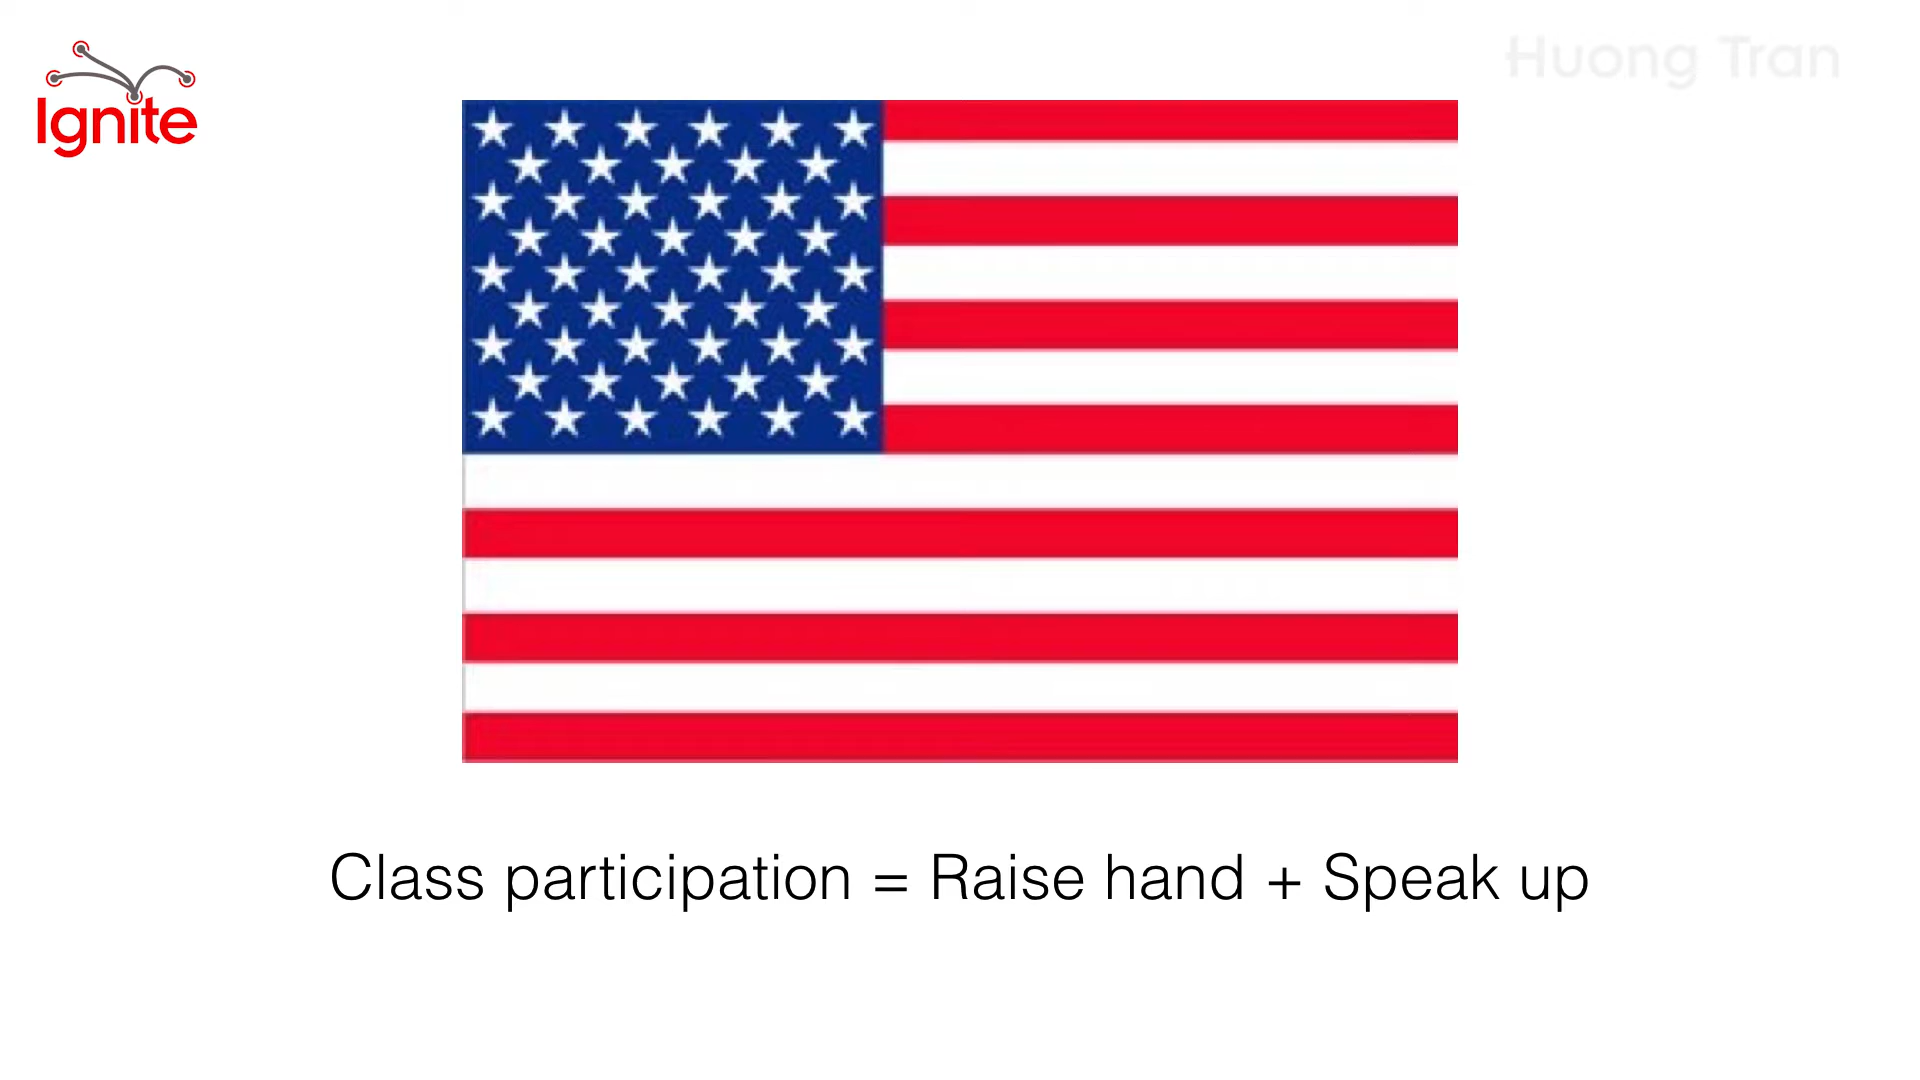 Ignite
Huong Tran
Class participation = Raise hand + Speak up